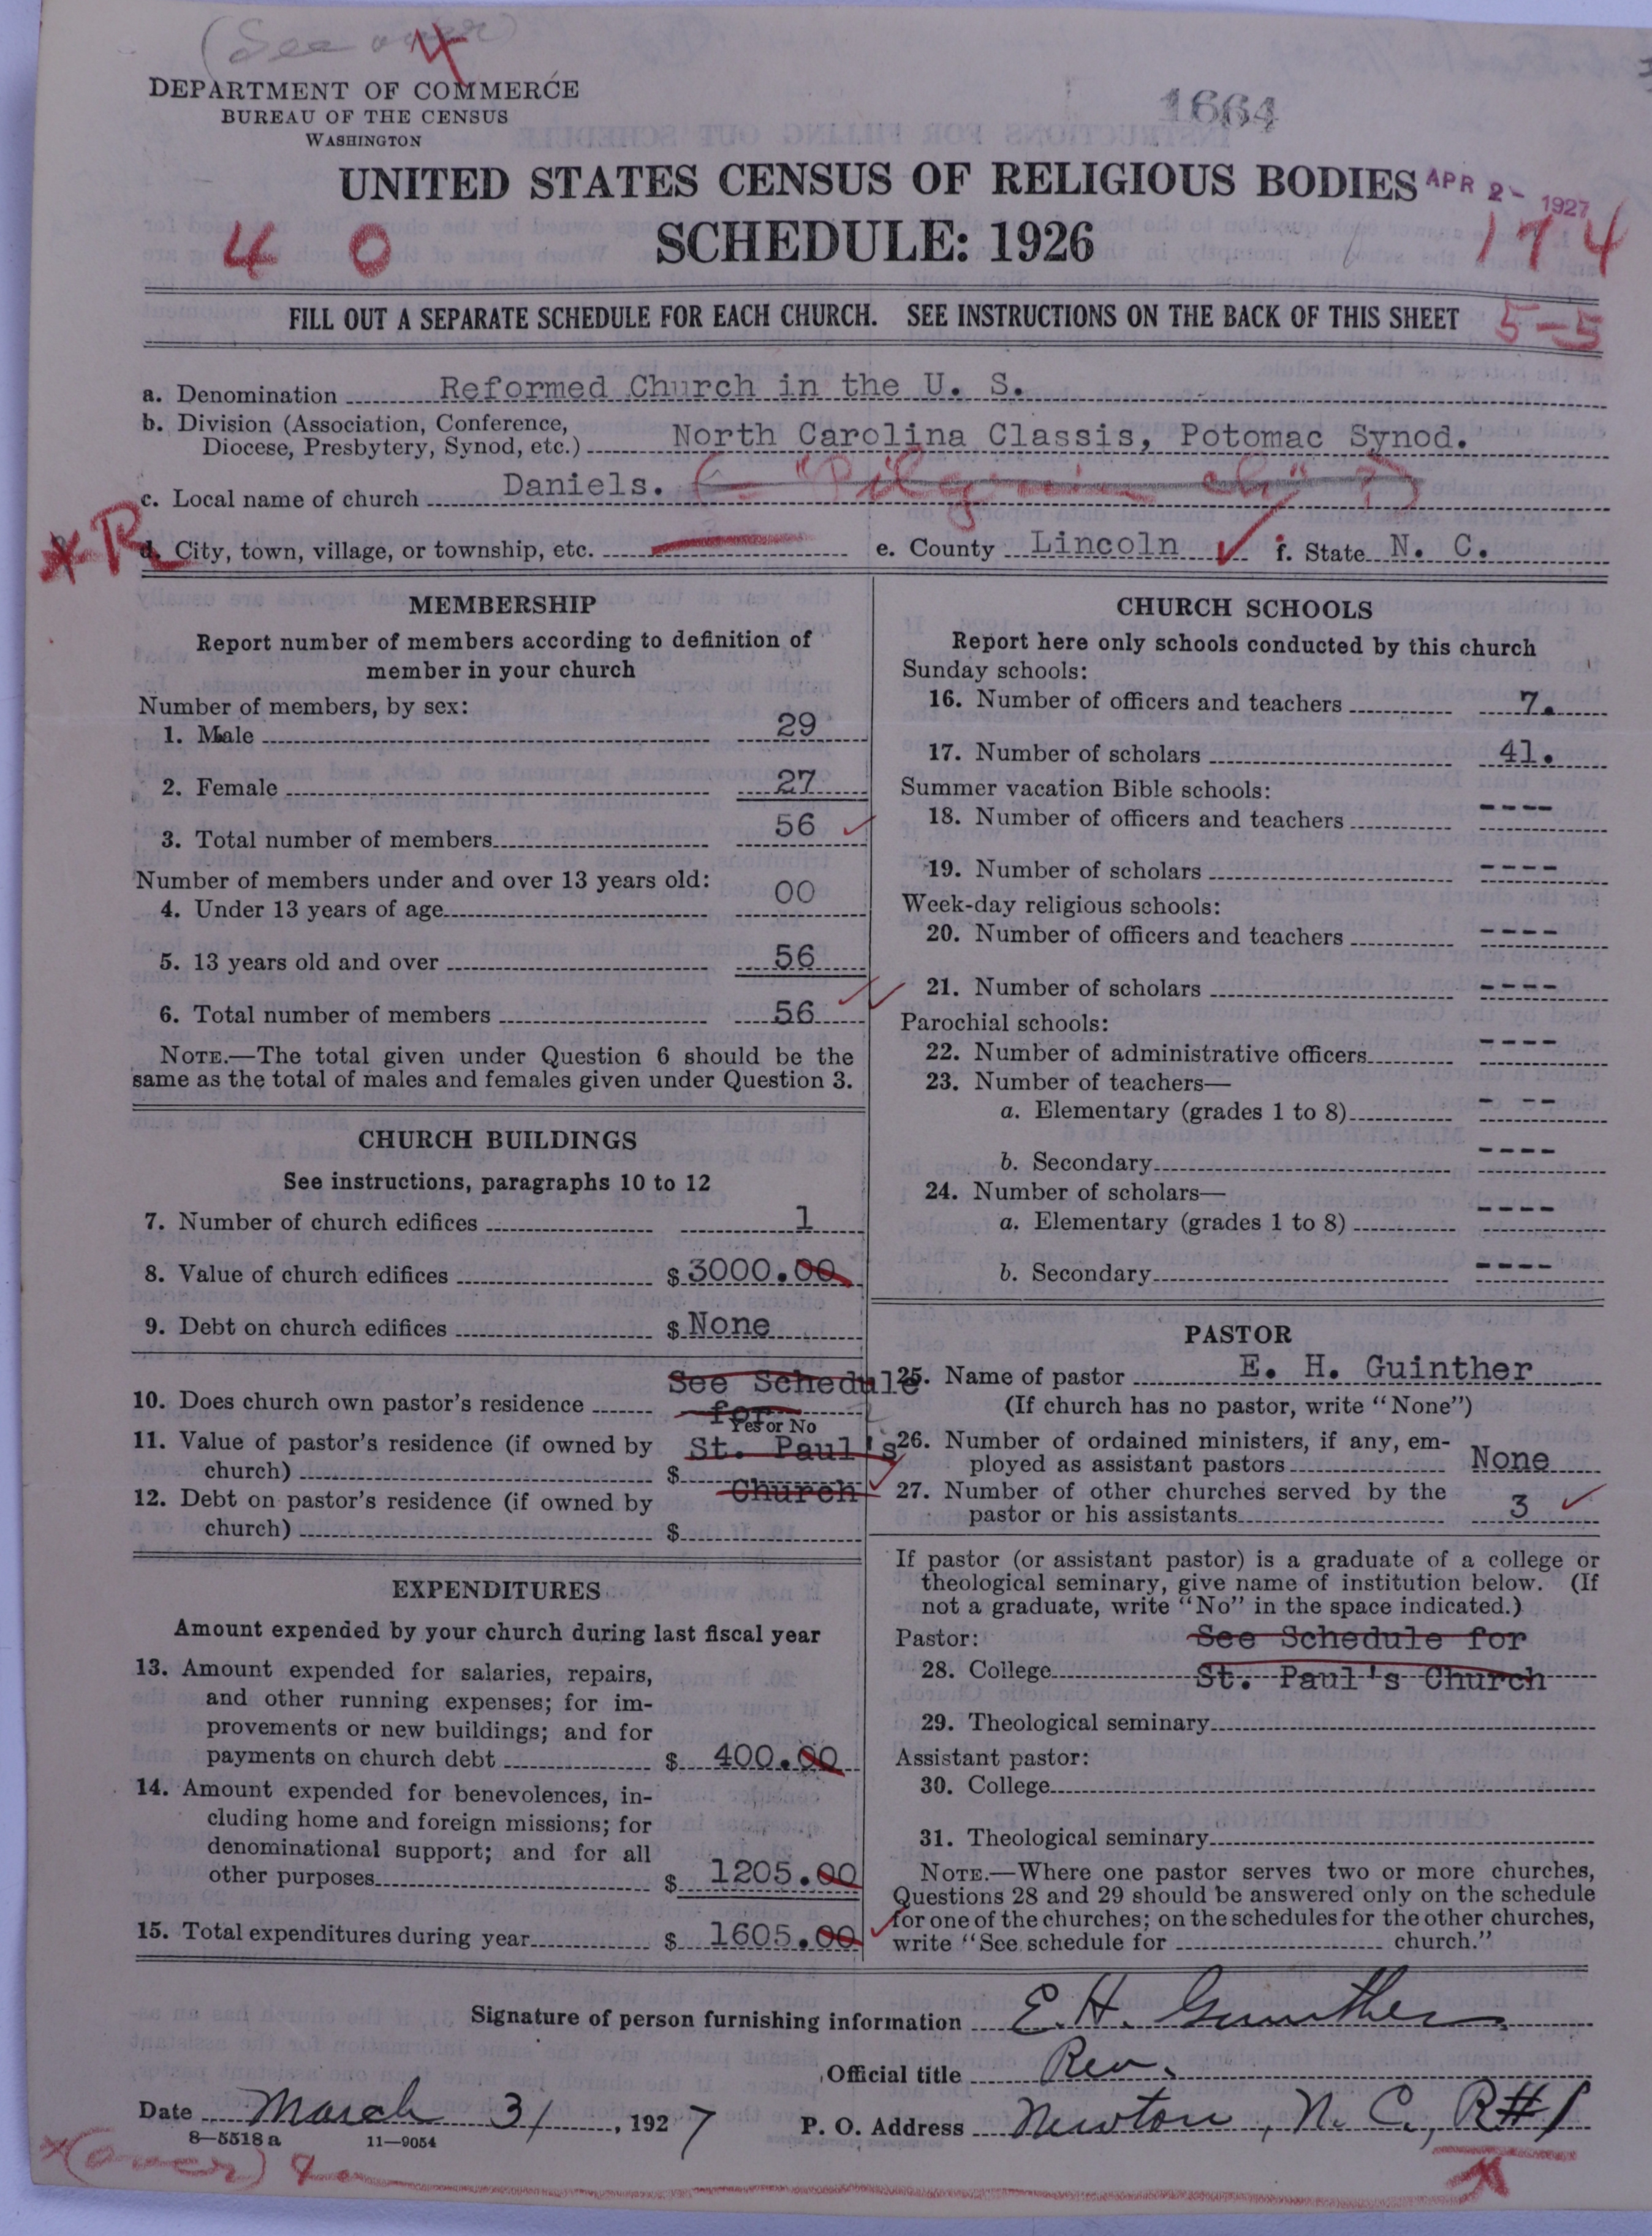 (See over)
4
DEPARTMENT OF COMMERCE
BUREAU OF THE CENSUS
WASHINGTON
1664
UNITED STATES CENSUS OF RELIGIOUS BODIES
APR 2 - 1927
4 0
SCHEDULE: 1926
174
FILL OUT A SEPARATE SCHEDULE FOR EACH CHURCH. SEE INSTRUCTIONS ON THE BACK OF THIS SHEET
5-5
a. Denomination Reformed Church in the U. S.
b. Division (Association, Conference,
Diocese, Presbytery, Synod, etc.) North Carolina Classis, Potomac Synod.
c. Local name of church Daniels. (= "Pilgrim ch" ?)
*R
d. City, town, village, or township, etc. e. County Lincoln f. State N. C.
MEMBERSHIP
Report number of members according to definition of
member in your church
Number of members, by sex:
1. Male 29
2. Female 27
3. Total number of members 56
Number of members under and over 13 years old:
4. Under 13 years of age 00
5. 13 years old and over 56
6. Total number of members 56
NOTE.—The total given under Question 6 should be the
same as the total of males and females given under Question 3.
CHURCH BUILDINGS
See instructions, paragraphs 10 to 12
7. Number of church edifices 1
8. Value of church edifices $ 3000.00
9. Debt on church edifices $ None
10. Does church own pastor's residence See Schedule
for
Yes or No
11. Value of pastor's residence (if owned by
church) $ St. Paul's
12. Debt on pastor's residence (if owned by
church) $ Church
EXPENDITURES
Amount expended by your church during last fiscal year
13. Amount expended for salaries, repairs,
and other running expenses; for im-
provements or new buildings; and for
payments on church debt $ 400.00
14. Amount expended for benevolences, in-
cluding home and foreign missions; for
denominational support; and for all
other purposes $ 1205.00
15. Total expenditures during year $ 1605.00
CHURCH SCHOOLS
Report here only schools conducted by this church
Sunday schools:
16. Number of officers and teachers 7.
17. Number of scholars 41.
Summer vacation Bible schools:
18. Number of officers and teachers ----
19. Number of scholars ----
Week-day religious schools:
20. Number of officers and teachers ----
21. Number of scholars ----
Parochial schools:
22. Number of administrative officers ----
23. Number of teachers—
a. Elementary (grades 1 to 8) - --
b. Secondary ----
24. Number of scholars—
a. Elementary (grades 1 to 8) ----
b. Secondary ----
PASTOR
25. Name of pastor E. H. Guinther
(If church has no pastor, write "None")
26. Number of ordained ministers, if any, em-
ployed as assistant pastors None
27. Number of other churches served by the
pastor or his assistants 3
If pastor (or assistant pastor) is a graduate of a college or
theological seminary, give name of institution below. (If
not a graduate, write "No" in the space indicated.)
Pastor: See Schedule for
28. College St. Paul's Church
29. Theological seminary
Assistant pastor:
30. College
31. Theological seminary
NOTE.—Where one pastor serves two or more churches,
Questions 28 and 29 should be answered only on the schedule
for one of the churches; on the schedules for the other churches,
write "See schedule for church."
Signature of person furnishing information E. H. Guinther
Official title Rev.
Date March 31, 1927 P. O. Address Newton, N. C., R#1
8-5518 a 11-9054
*(over)